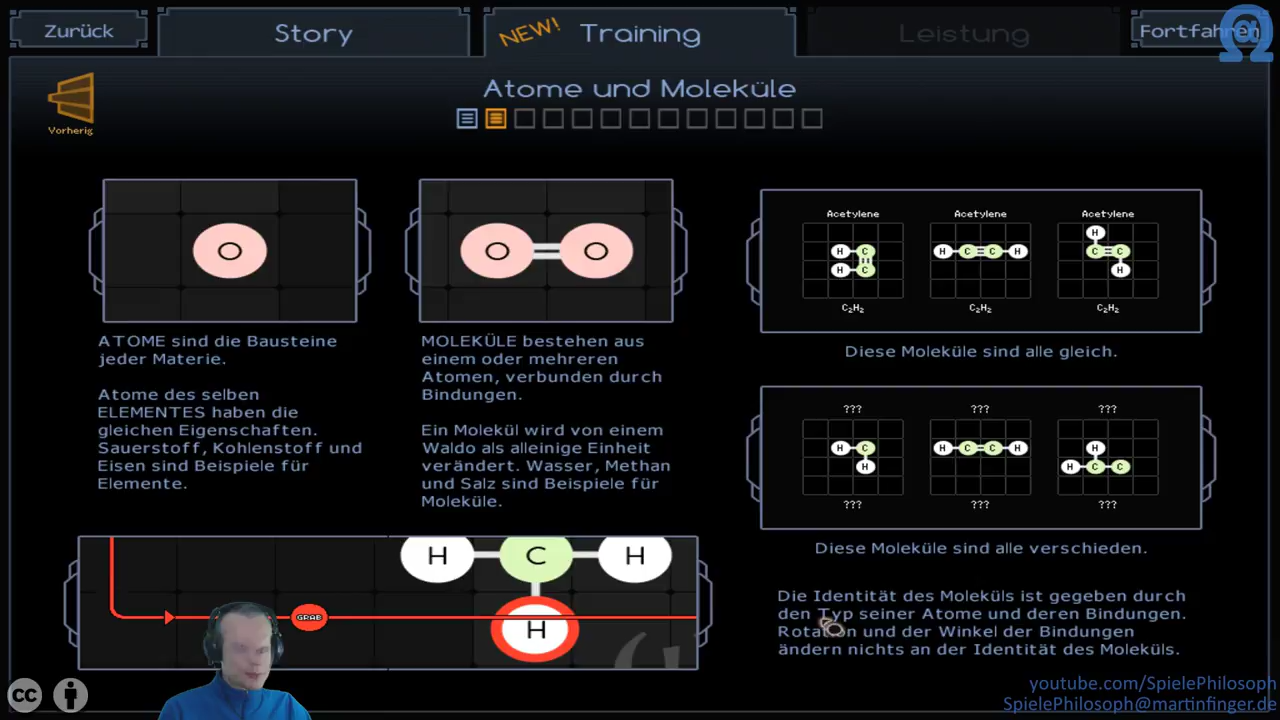 Zurück
Story
NEW!
Training
Leistung
Fortfahren
Vorherig
Atome und Moleküle
O
O O
ATOME sind die Bausteine
jeder Materie.
Atome des selben
ELEMENTES haben die
gleichen Eigenschaften.
Sauerstoff, Kohlenstoff und
Eisen sind Beispiele für
Elemente.
MOLEKÜLE bestehen aus
einem oder mehreren
Atomen, verbunden durch
Bindungen.
Ein Molekül wird von einem
Waldo als alleinige Einheit
verändert. Wasser, Methan
und Salz sind Beispiele für
Moleküle.
GRAB
H C H
H
Acetylene Acetylene Acetylene
H C
H C
H C C H
H
C C
H
C₂H₂ C₂H₂ C₂H₂
Diese Moleküle sind alle gleich.
??? ??? ???
H C
H
H C C H
H
H C C
??? ??? ???
Diese Moleküle sind alle verschieden.
Die Identität des Moleküls ist gegeben durch
den Typ seiner Atome und deren Bindungen.
Rotation und der Winkel der Bindungen
ändern nichts an der Identität des Moleküls.
cc
youtube.com/SpielePhilosoph
SpielePhilosoph@martinfinger.de